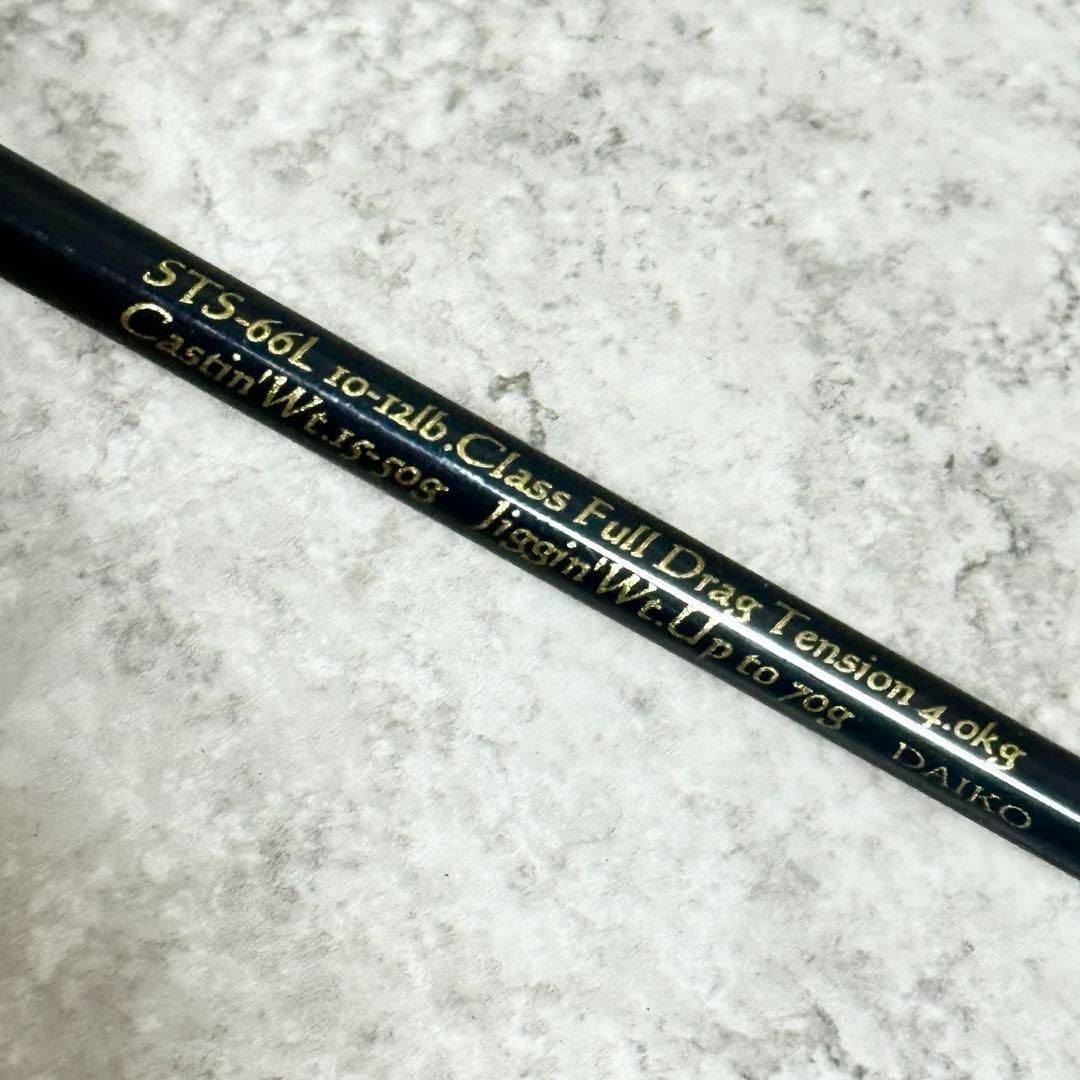 STS-66L 10-12lb.Class Full Drag Tension 4.0kg
Castin'Wt.15-50g Jiggin'Wt.Up to 70g DAIKO